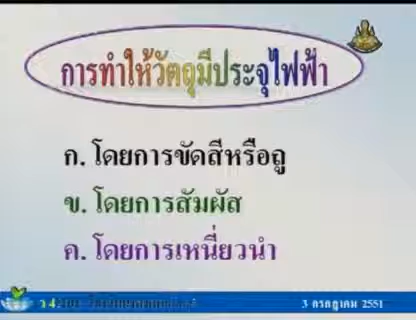 การทำให้วัตถุมีประจุไฟฟ้า
ก. โดยการขัดสีหรือถู
ข. โดยการสัมผัส
ค. โดยการเหนี่ยวนำ
3 กรกฎาคม 2551